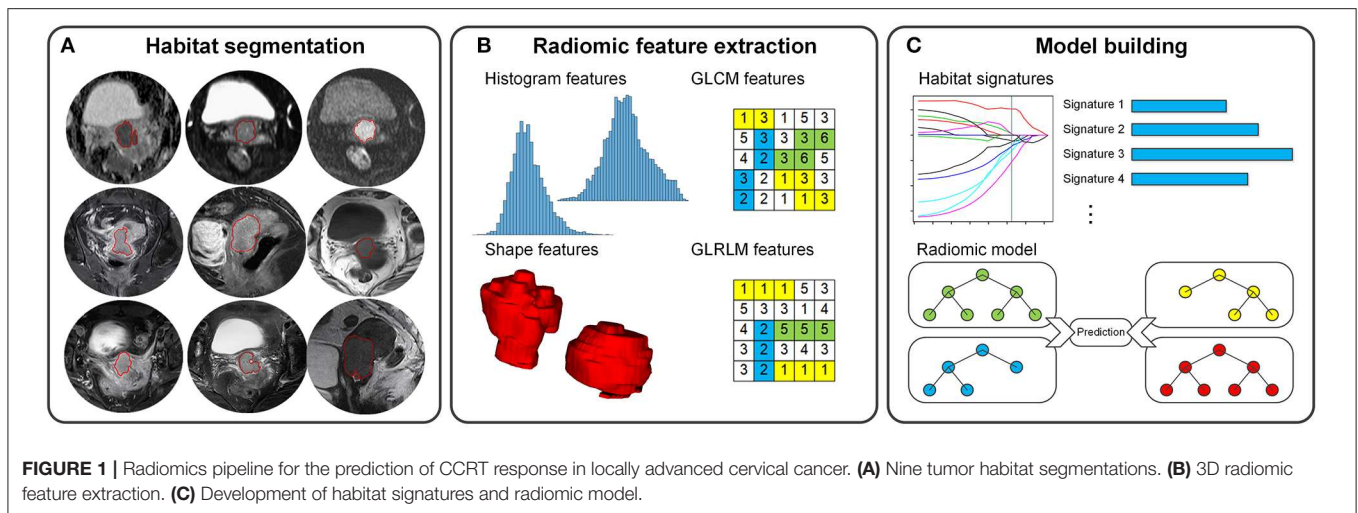 A Habitat segmentation
B Radiomic feature extraction
Histogram features
GLCM features
1 3 1 5 3
5 3 3 3 6
4 2 3 6 5
3 2 1 3 3
2 2 1 1 3
Shape features
GLRLM features
1 1 1 5 3
5 3 3 1 4
4 2 5 5 5
3 2 3 4 3
3 2 1 1 1
C Model building
Habitat signatures
Signature 1
Signature 2
Signature 3
Signature 4
Radiomic model
Prediction
FIGURE 1 | Radiomics pipeline for the prediction of CCRT response in locally advanced cervical cancer. (A) Nine tumor habitat segmentations. (B) 3D radiomic
feature extraction. (C) Development of habitat signatures and radiomic model.